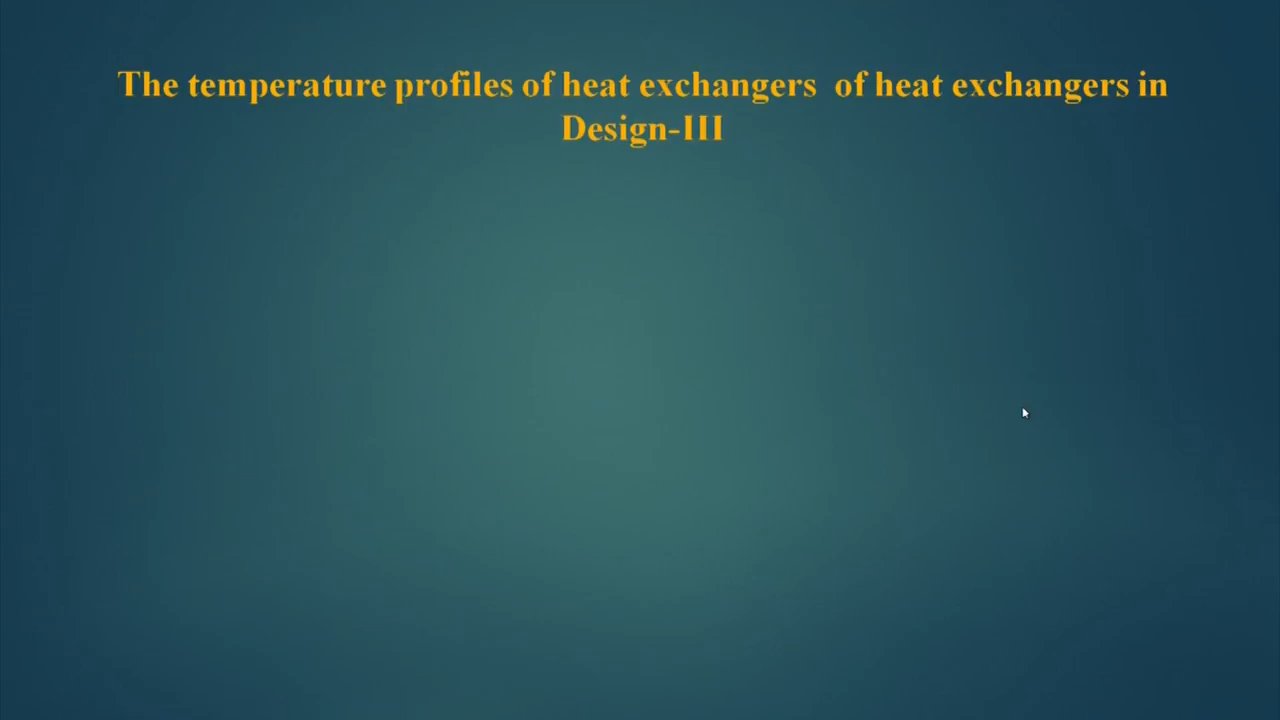 The temperature profiles of heat exchangers  of heat exchangers in
Design-III